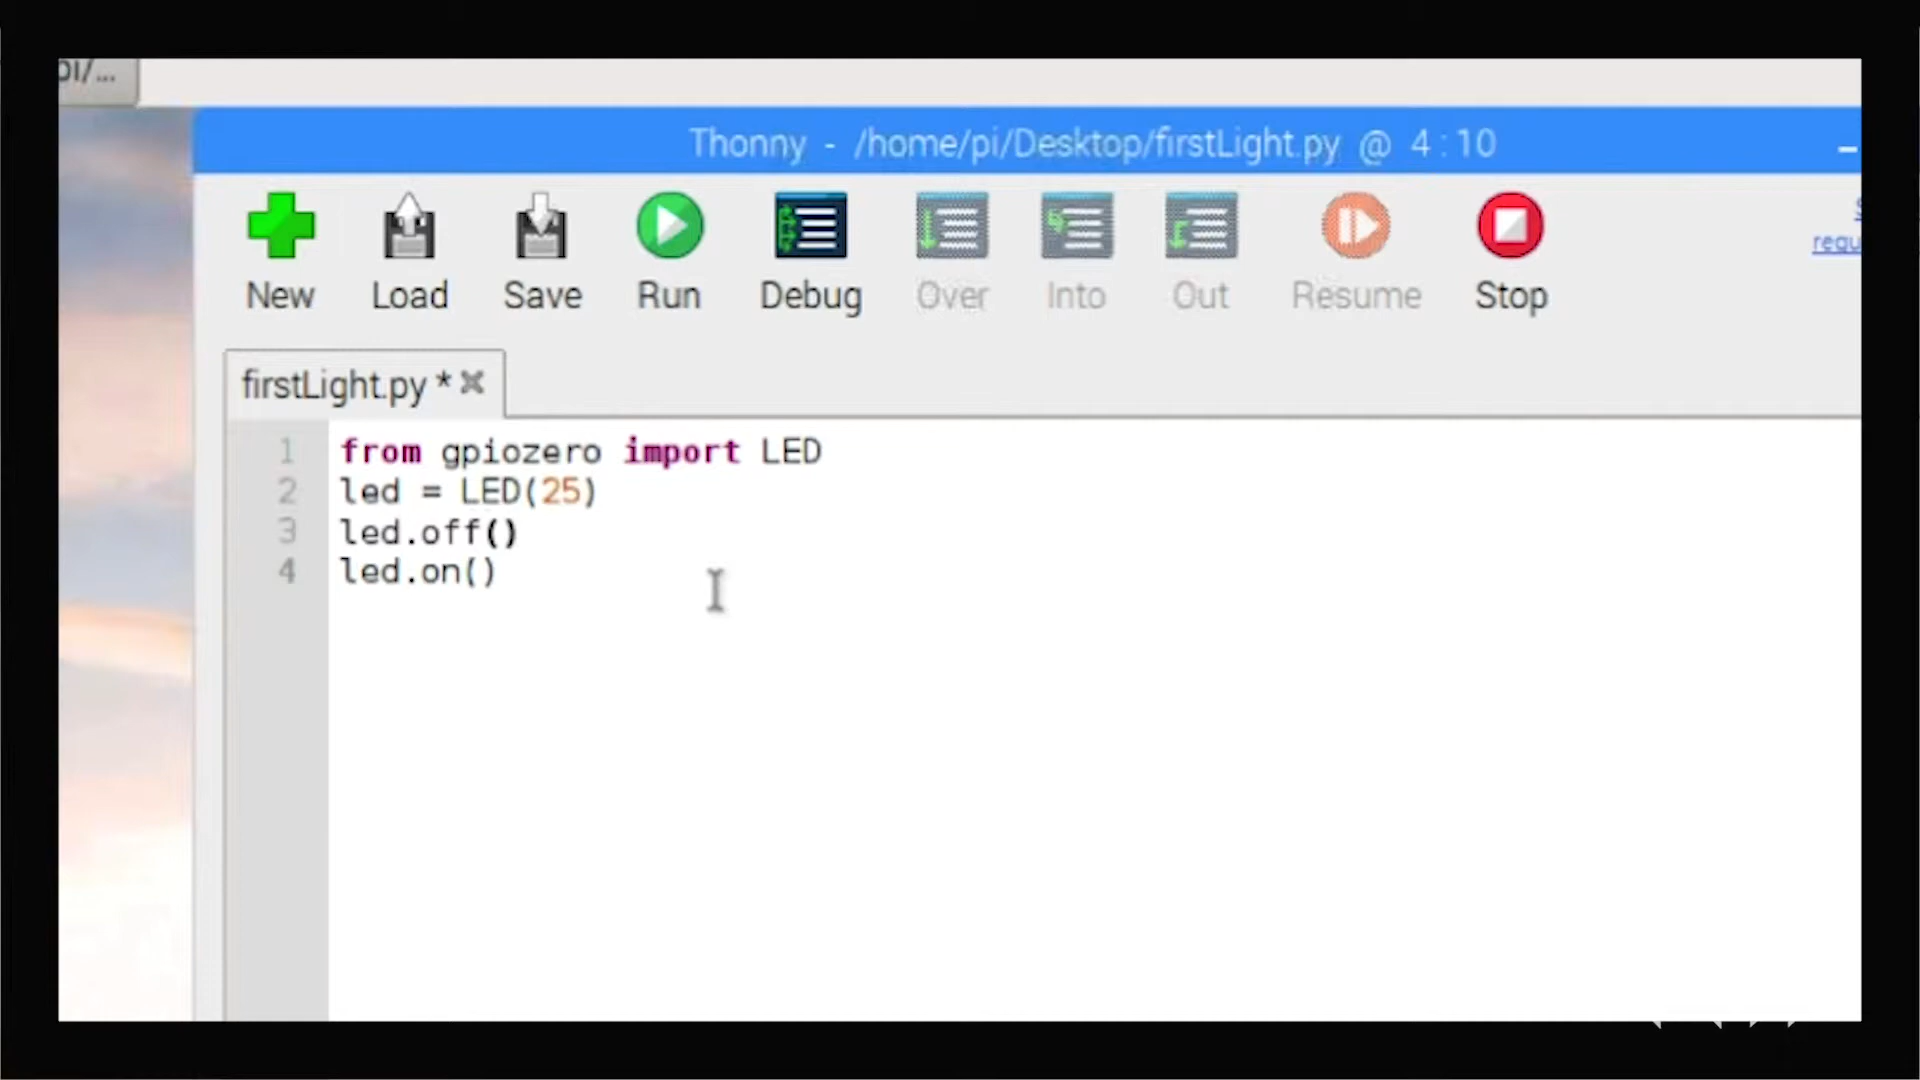 pi/...
Thonny - /home/pi/Desktop/firstLight.py @ 4 : 10
New Load Save Run Debug Over Into Out Resume Stop
requ
firstLight.py *
1 from gpiozero import LED
2 led = LED(25)
3 led.off()
4 led.on()